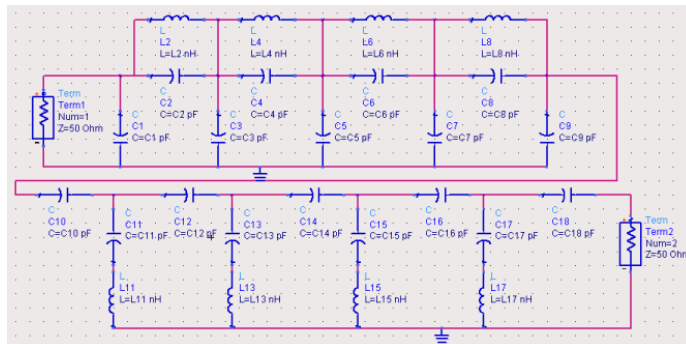 L
L2
L=L2 nH
L
L4
L=L4 nH
L
L6
L=L6 nH
L
L8
L=L8 nH
Term
Term1
Num=1
Z=50 Ohm
C
C2
C=C2 pF
C
C4
C=C4 pF
C
C6
C=C6 pF
C
C8
C=C8 pF
C
C1
C=C1 pF
C
C3
C=C3 pF
C
C5
C=C5 pF
C
C7
C=C7 pF
C
C9
C=C9 pF
C
C10
C=C10 pF
C
C11
C=C11 pF
C
C12
C=C12 pF
C
C13
C=C13 pF
C
C14
C=C14 pF
C
C15
C=C15 pF
C
C16
C=C16 pF
C
C17
C=C17 pF
C
C18
C=C18 pF
Term
Term2
Num=2
Z=50 Ohm
L
L11
L=L11 nH
L
L13
L=L13 nH
L
L15
L=L15 nH
L
L17
L=L17 nH